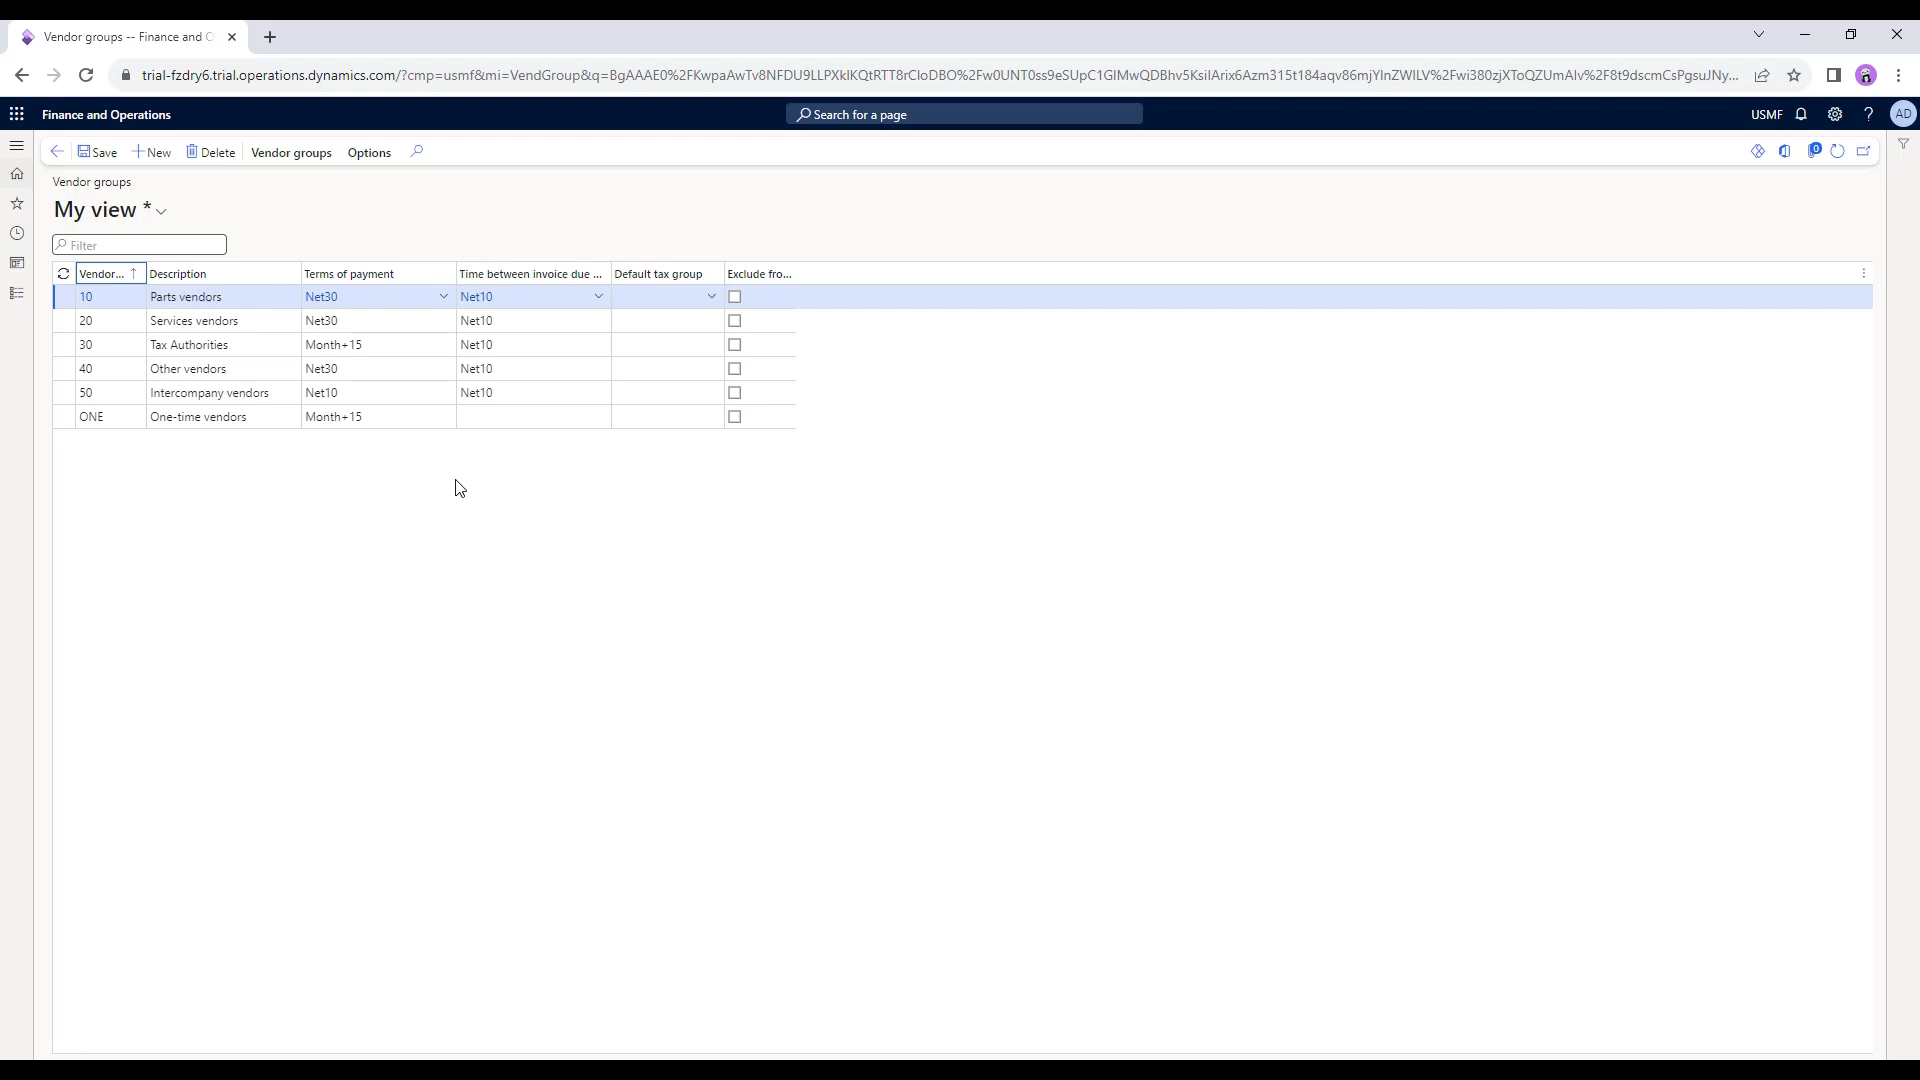 Vendor groups -- Finance and O
trial-fzdry6.trial.operations.dynamics.com/?cmp=usmf&mi=VendGroup&q=BgAAAE0%2FKwpaAwTv8NFDU9LLPXkIKQtRTT8rCIoDBO%2Fw0UNT0ss9eSUpC1GIMwQDBhv5KsilArix6Azm315t184aqv86mjYlnZWILV%2Fwi380zjXToQZUmAIv%2F8t9dscmCsPgsuJNy...
Finance and Operations
Search for a page
USMF
AD
Save
New
Delete
Vendor groups
Options
0
Vendor groups
My view *
Filter
Vendor... Description Terms of payment Time between invoice due ... Default tax group Exclude fro...
10 Parts vendors Net30 Net10
20 Services vendors Net30 Net10
30 Tax Authorities Month+15 Net10
40 Other vendors Net30 Net10
50 Intercompany vendors Net10 Net10
ONE One-time vendors Month+15